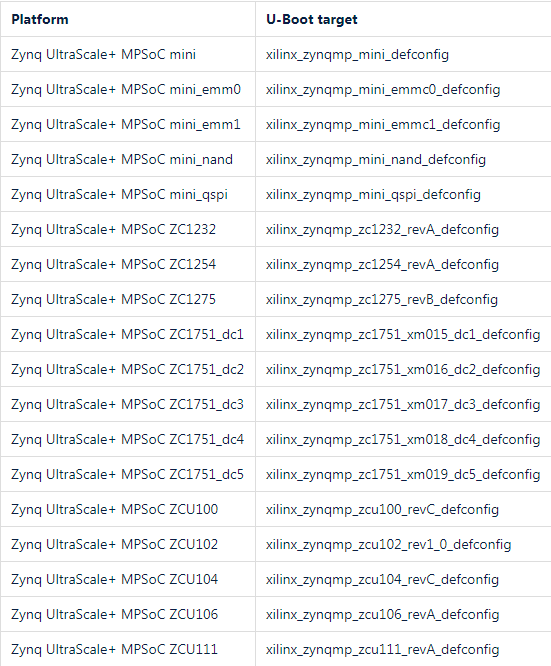 Platform U-Boot target
Zynq UltraScale+ MPSoC mini xilinx_zynqmp_mini_defconfig
Zynq UltraScale+ MPSoC mini_emm0 xilinx_zynqmp_mini_emmc0_defconfig
Zynq UltraScale+ MPSoC mini_emm1 xilinx_zynqmp_mini_emmc1_defconfig
Zynq UltraScale+ MPSoC mini_nand xilinx_zynqmp_mini_nand_defconfig
Zynq UltraScale+ MPSoC mini_qspi xilinx_zynqmp_mini_qspi_defconfig
Zynq UltraScale+ MPSoC ZC1232 xilinx_zynqmp_zc1232_revA_defconfig
Zynq UltraScale+ MPSoC ZC1254 xilinx_zynqmp_zc1254_revA_defconfig
Zynq UltraScale+ MPSoC ZC1275 xilinx_zynqmp_zc1275_revB_defconfig
Zynq UltraScale+ MPSoC ZC1751_dc1 xilinx_zynqmp_zc1751_xm015_dc1_defconfig
Zynq UltraScale+ MPSoC ZC1751_dc2 xilinx_zynqmp_zc1751_xm016_dc2_defconfig
Zynq UltraScale+ MPSoC ZC1751_dc3 xilinx_zynqmp_zc1751_xm017_dc3_defconfig
Zynq UltraScale+ MPSoC ZC1751_dc4 xilinx_zynqmp_zc1751_xm018_dc4_defconfig
Zynq UltraScale+ MPSoC ZC1751_dc5 xilinx_zynqmp_zc1751_xm019_dc5_defconfig
Zynq UltraScale+ MPSoC ZCU100 xilinx_zynqmp_zcu100_revC_defconfig
Zynq UltraScale+ MPSoC ZCU102 xilinx_zynqmp_zcu102_rev1_0_defconfig
Zynq UltraScale+ MPSoC ZCU104 xilinx_zynqmp_zcu104_revC_defconfig
Zynq UltraScale+ MPSoC ZCU106 xilinx_zynqmp_zcu106_revA_defconfig
Zynq UltraScale+ MPSoC ZCU111 xilinx_zynqmp_zcu111_revA_defconfig